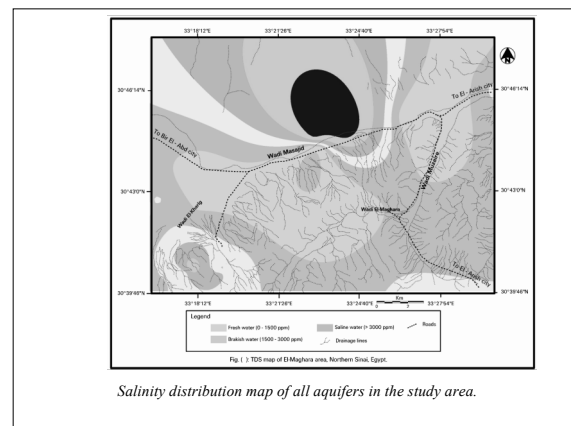 33°18'12"E 33°21'26"E 33°24'40"E 33°27'54"E
N
30°46'14"N 30°46'14"N
To El-Arish city
To Bir El-Abd city
Wadi Masajid
Wadi Massra
30°43'0"N 30°43'0"N
Wadi El-Maghara
To El-Arish city
30°39'46"N 30°39'46"N
33°18'12"E 33°21'26"E 33°24'40"E 33°27'54"E
Km
Legend
Fresh water (0 - 1500 ppm) Saline water (> 3000 ppm) Roads
Brakish water (1500 - 3000 ppm) Drainage lines
Fig. ( ): TDS map of El-Maghara area, Northern Sinai, Egypt.
Salinity distribution map of all aquifers in the study area.